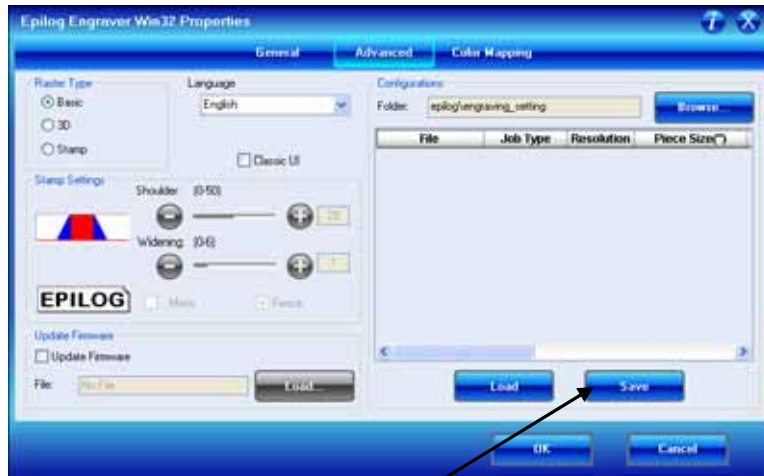 Epilog Engraver Win32 Properties
General Advanced Color Mapping
Raster Type
Basic
3D
Stamp
Language
English
Classic UI
Stamp Settings
Shoulder (0-50)
Widening (0-6)
EPILOG
Fence
Update Firmware
Update Firmware
File: No File Load...
Configurations
Folder: epilog\engraving_setting Browse...
File Job Type Resolution Piece Size(")
Load Save
OK Cancel